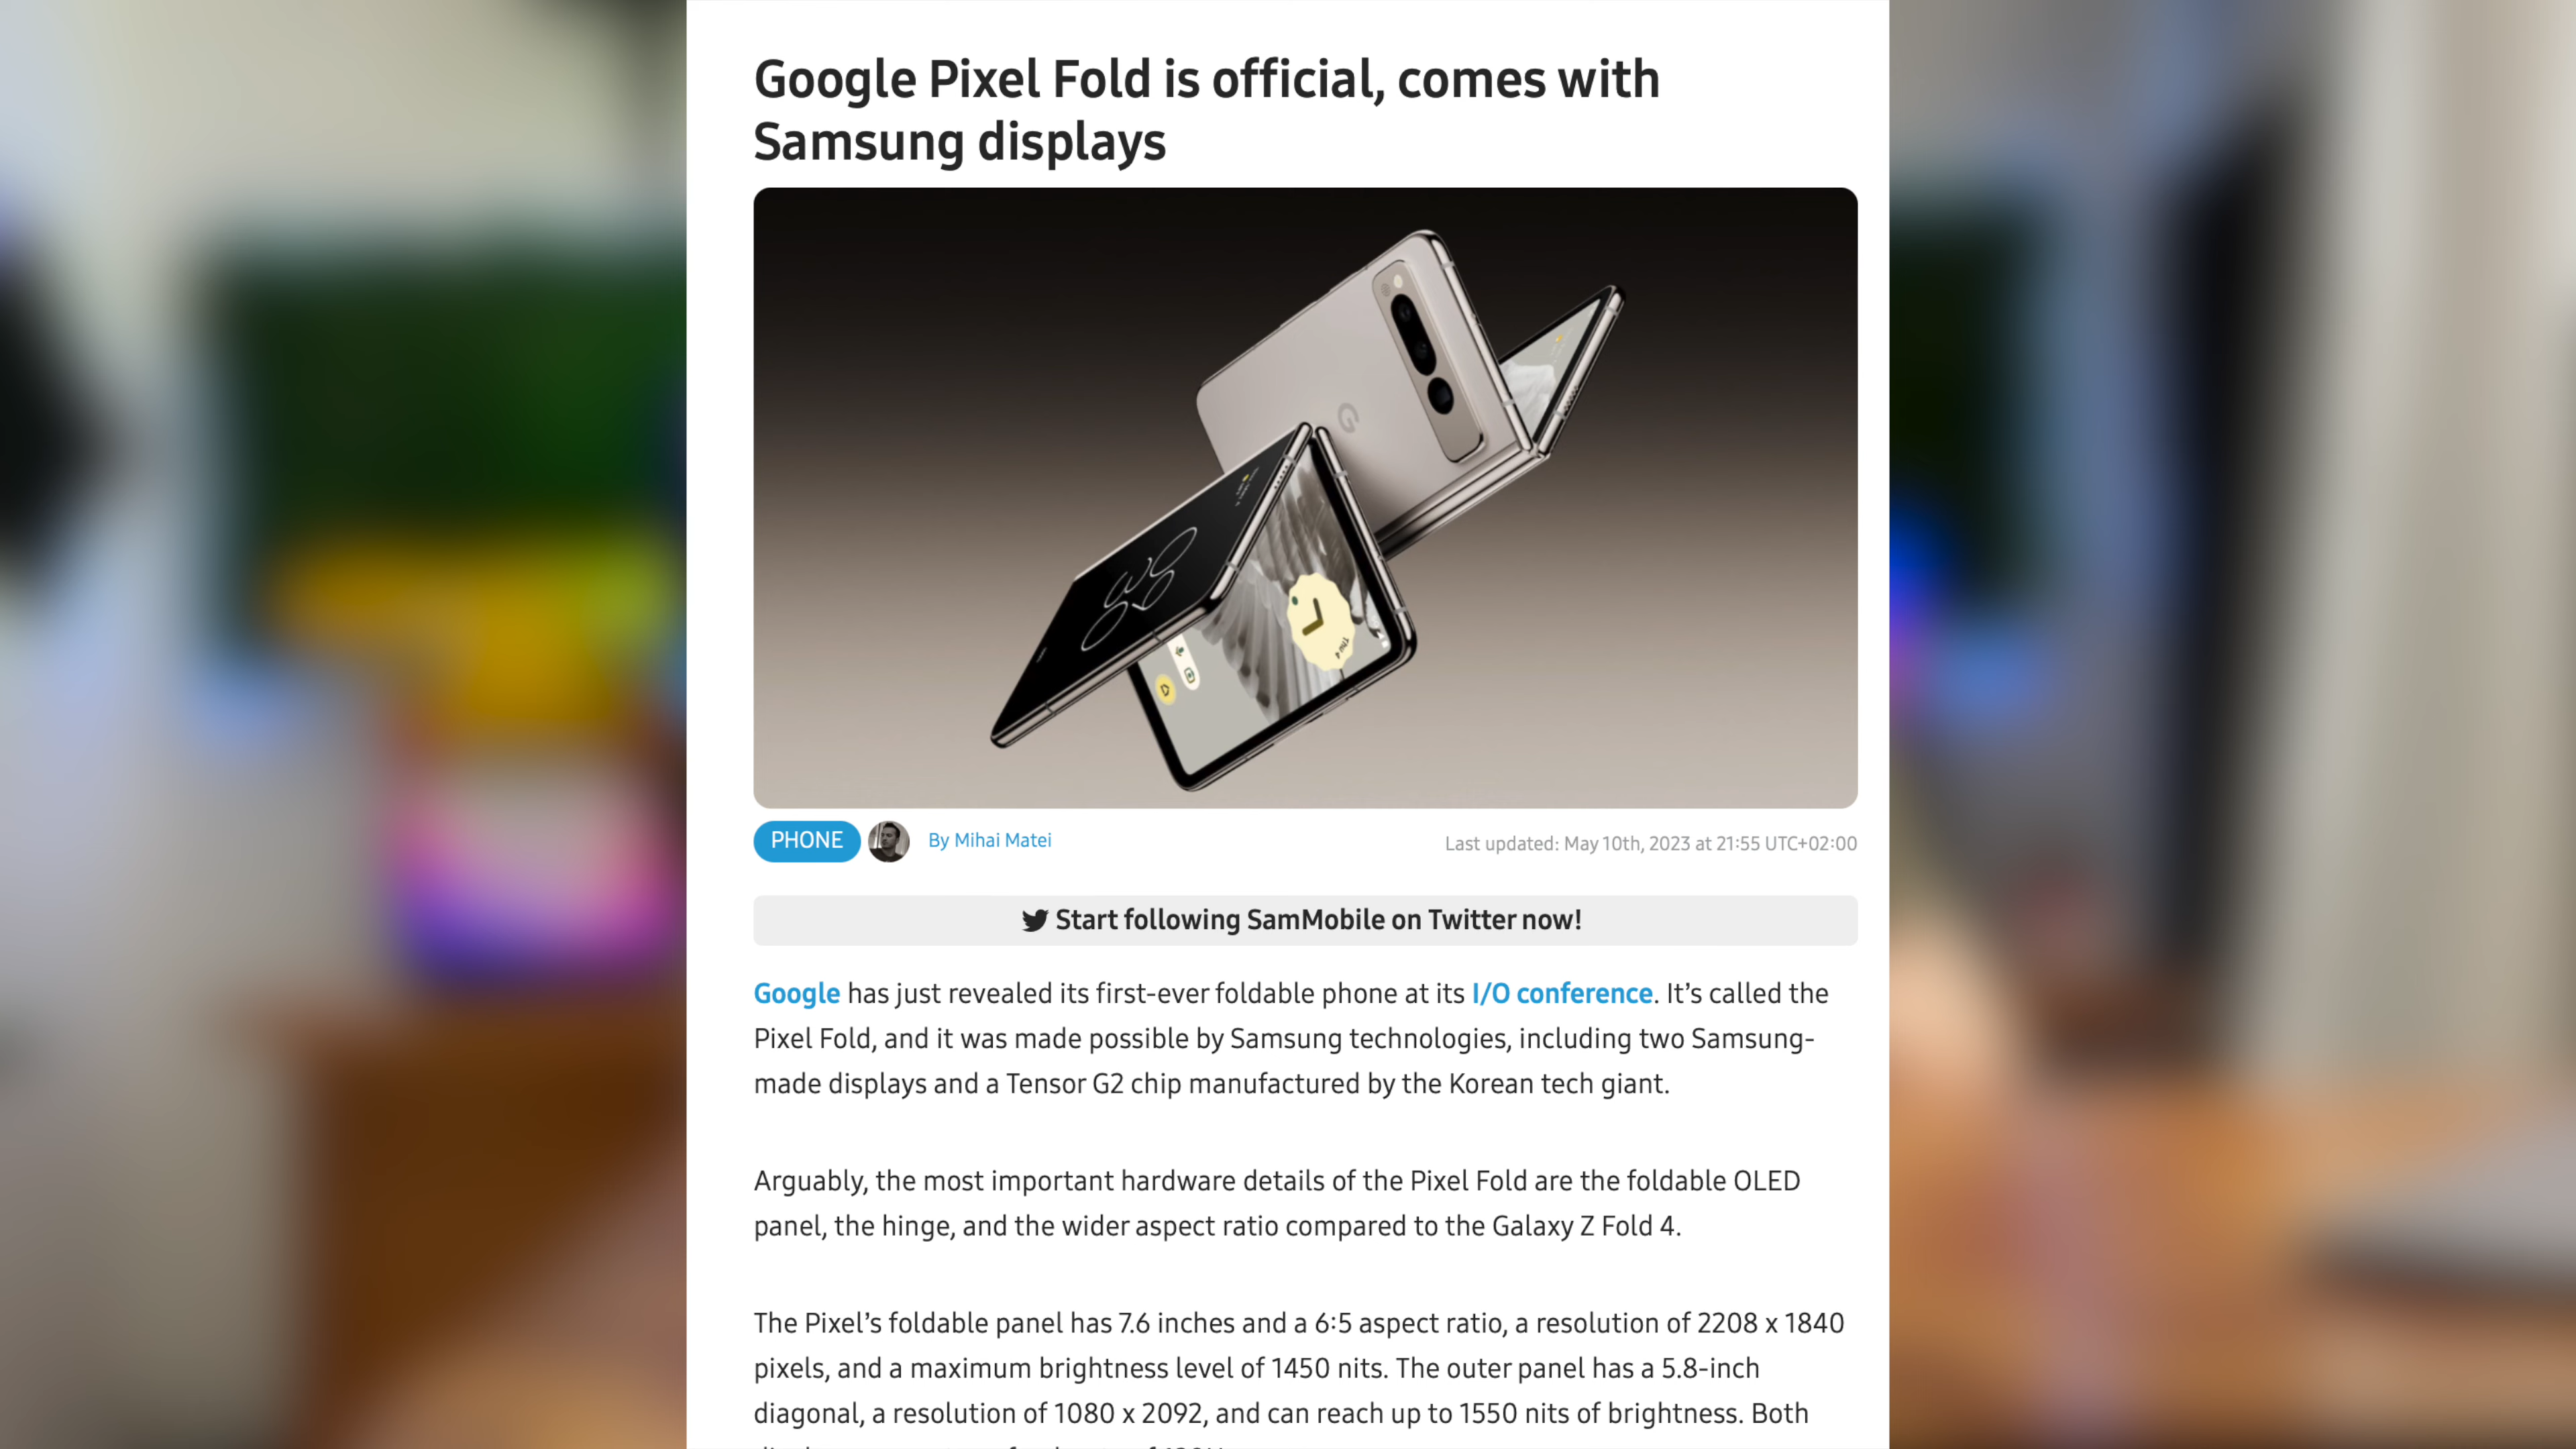 Google Pixel Fold is official, comes with
Samsung displays
G
PHONE
By Mihai Matei
Last updated: May 10th, 2023 at 21:55 UTC+02:00
Start following SamMobile on Twitter now!
Google has just revealed its first-ever foldable phone at its I/O conference. It’s called the
Pixel Fold, and it was made possible by Samsung technologies, including two Samsung-
made displays and a Tensor G2 chip manufactured by the Korean tech giant.
Arguably, the most important hardware details of the Pixel Fold are the foldable OLED
panel, the hinge, and the wider aspect ratio compared to the Galaxy Z Fold 4.
The Pixel’s foldable panel has 7.6 inches and a 6:5 aspect ratio, a resolution of 2208 x 1840
pixels, and a maximum brightness level of 1450 nits. The outer panel has a 5.8-inch
diagonal, a resolution of 1080 x 2092, and can reach up to 1550 nits of brightness. Both